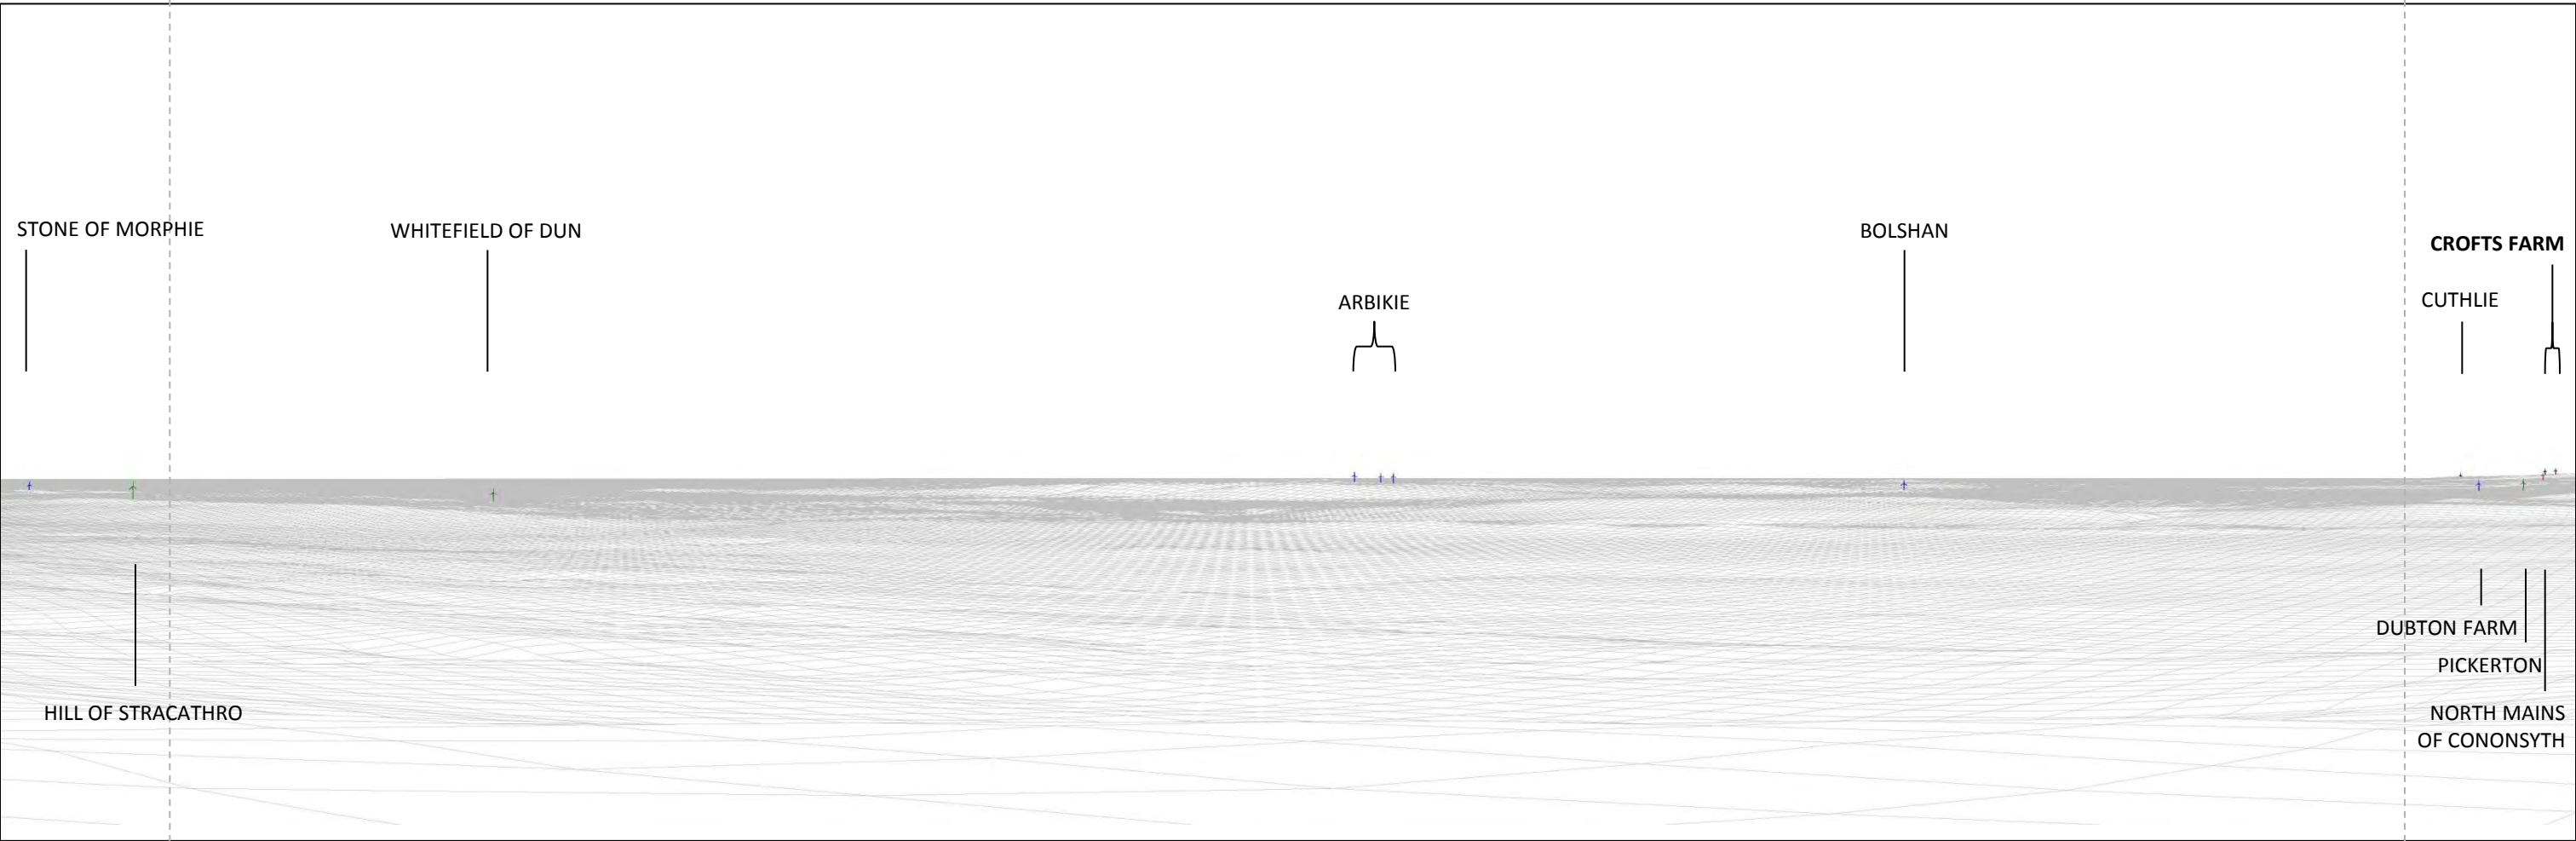 STONE OF MORPHIE
WHITEFIELD OF DUN
BOLSHAN
CROFTS FARM
CUTHLIE
ARBIKIE
DUBTON FARM
PICKERTON
HILL OF STRACATHRO
NORTH MAINS
OF CONONSYTH